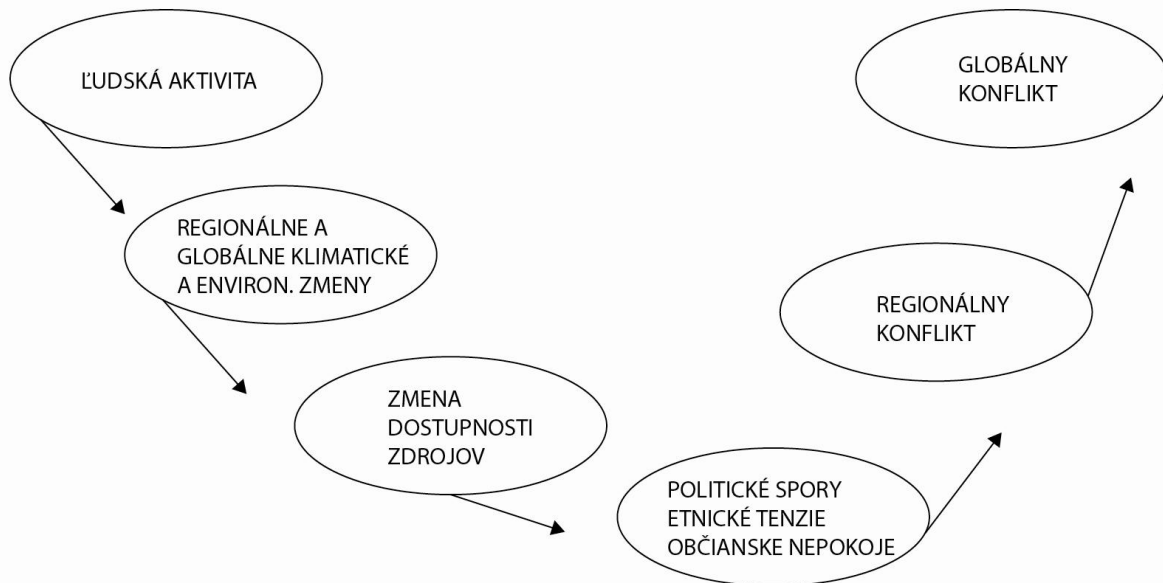 ĽUDSKÁ AKTIVITA
REGIONÁLNE A
GLOBÁLNE KLIMATICKÉ
A ENVIRON. ZMENY
ZMENA
DOSTUPNOSTI
ZDROJOV
POLITICKÉ SPORY
ETNICKÉ TENZIE
OBČIANSKE NEPOKOJE
REGIONÁLNY
KONFLIKT
GLOBÁLNY
KONFLIKT